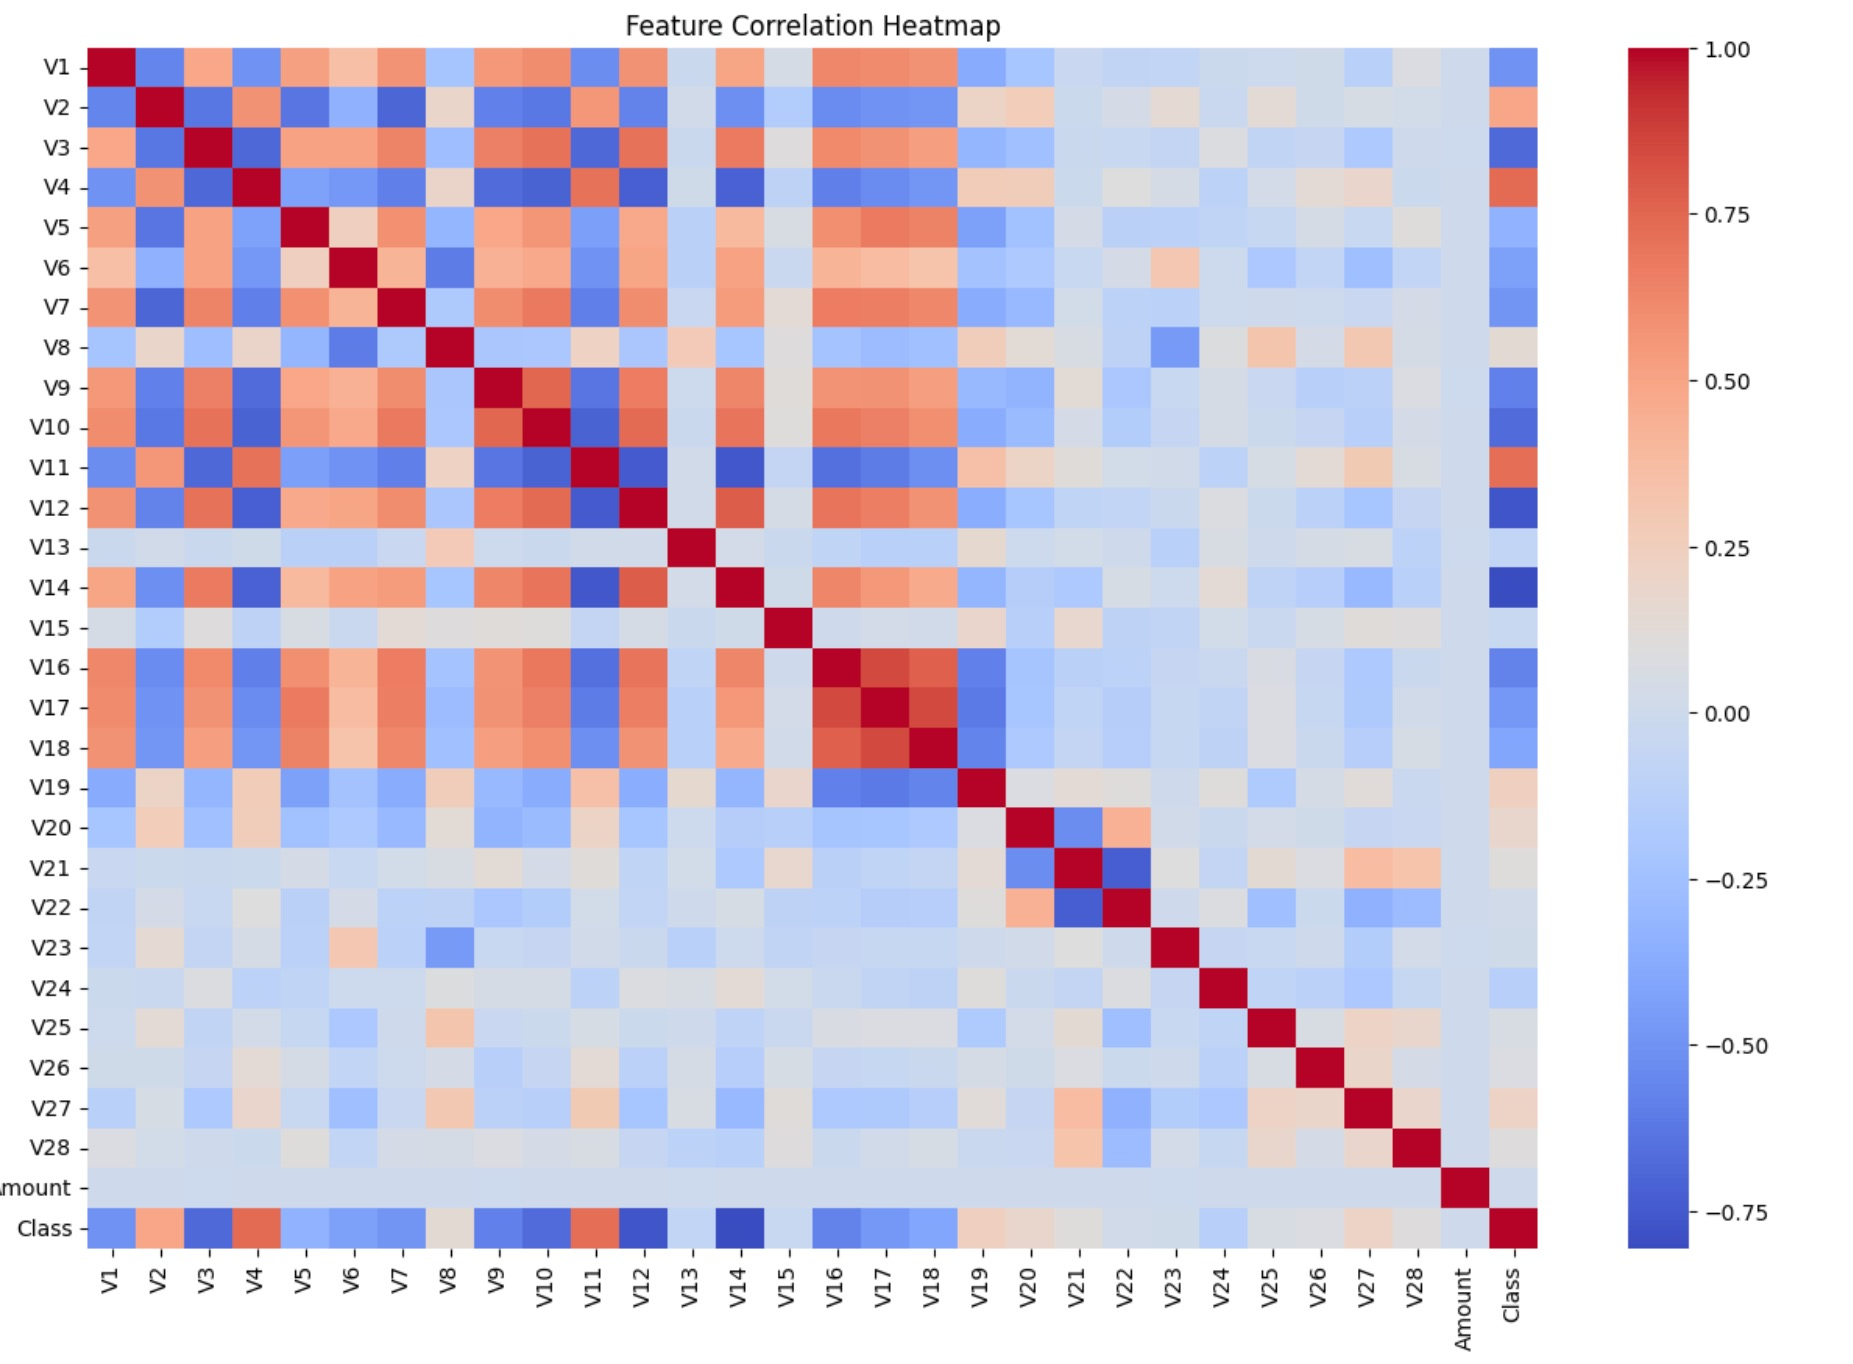 Feature Correlation Heatmap
V1
V2
V3
V4
V5
V6
V7
V8
V9
V10
V11
V12
V13
V14
V15
V16
V17
V18
V19
V20
V21
V22
V23
V24
V25
V26
V27
V28
mount
Class
V1 V2 V3 V4 V5 V6 V7 V8 V9 V10 V11 V12 V13 V14 V15 V16 V17 V18 V19 V20 V21 V22 V23 V24 V25 V26 V27 V28 Amount Class
1.00
0.75
0.50
0.25
0.00
−0.25
−0.50
−0.75